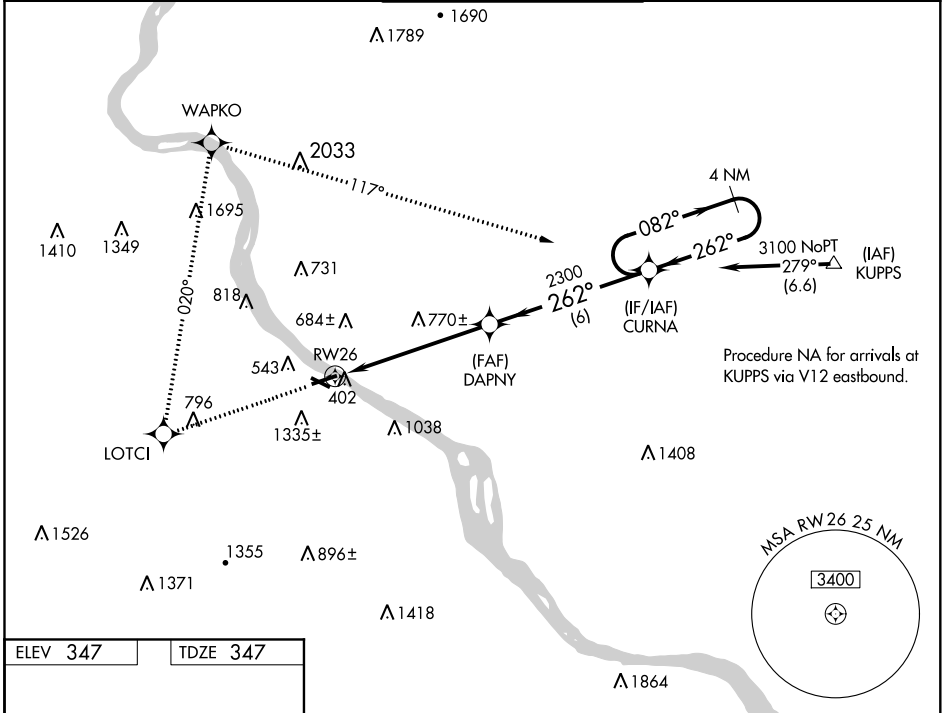 1690
1789
WAPKO
2033
117°
4 NM
1695
082°
262°
3100 NoPT
279°
(6.6)
(IAF)
KUPPS
1410
1349
020°
731
2300
262°
(6)
(IF/IAF)
CURNA
818
684±
770±
(FAF)
DAPNY
Procedure NA for arrivals at
KUPPS via V12 eastbound.
543
RW26
402
796
1335±
1038
LOTCI
1408
1526
1355
896±
1371
1418
MSA RW26 25 NM
3400
ELEV 347
TDZE 347
1864